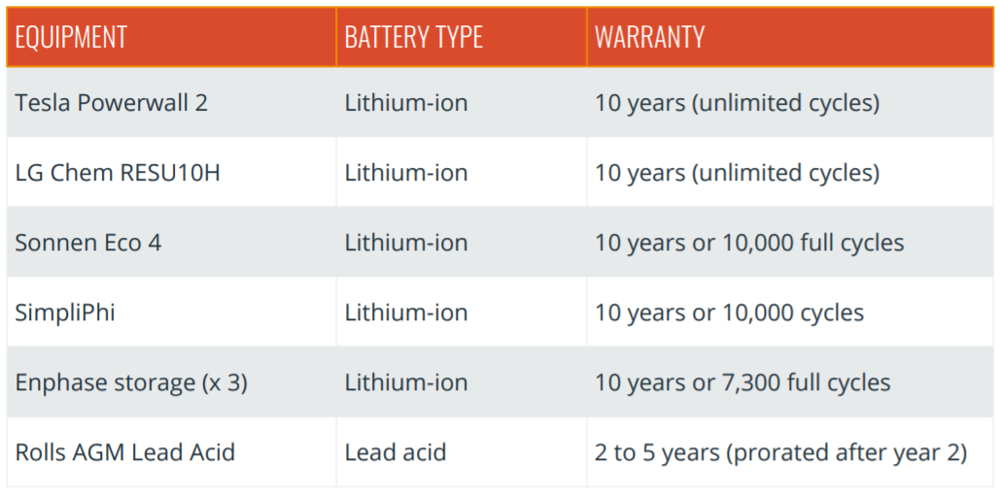 EQUIPMENT BATTERY TYPE WARRANTY
Tesla Powerwall 2 Lithium-ion 10 years (unlimited cycles)
LG Chem RESU10H Lithium-ion 10 years (unlimited cycles)
Sonnen Eco 4 Lithium-ion 10 years or 10,000 full cycles
SimpliPhi Lithium-ion 10 years or 10,000 cycles
Enphase storage (x 3) Lithium-ion 10 years or 7,300 full cycles
Rolls AGM Lead Acid Lead acid 2 to 5 years (prorated after year 2)